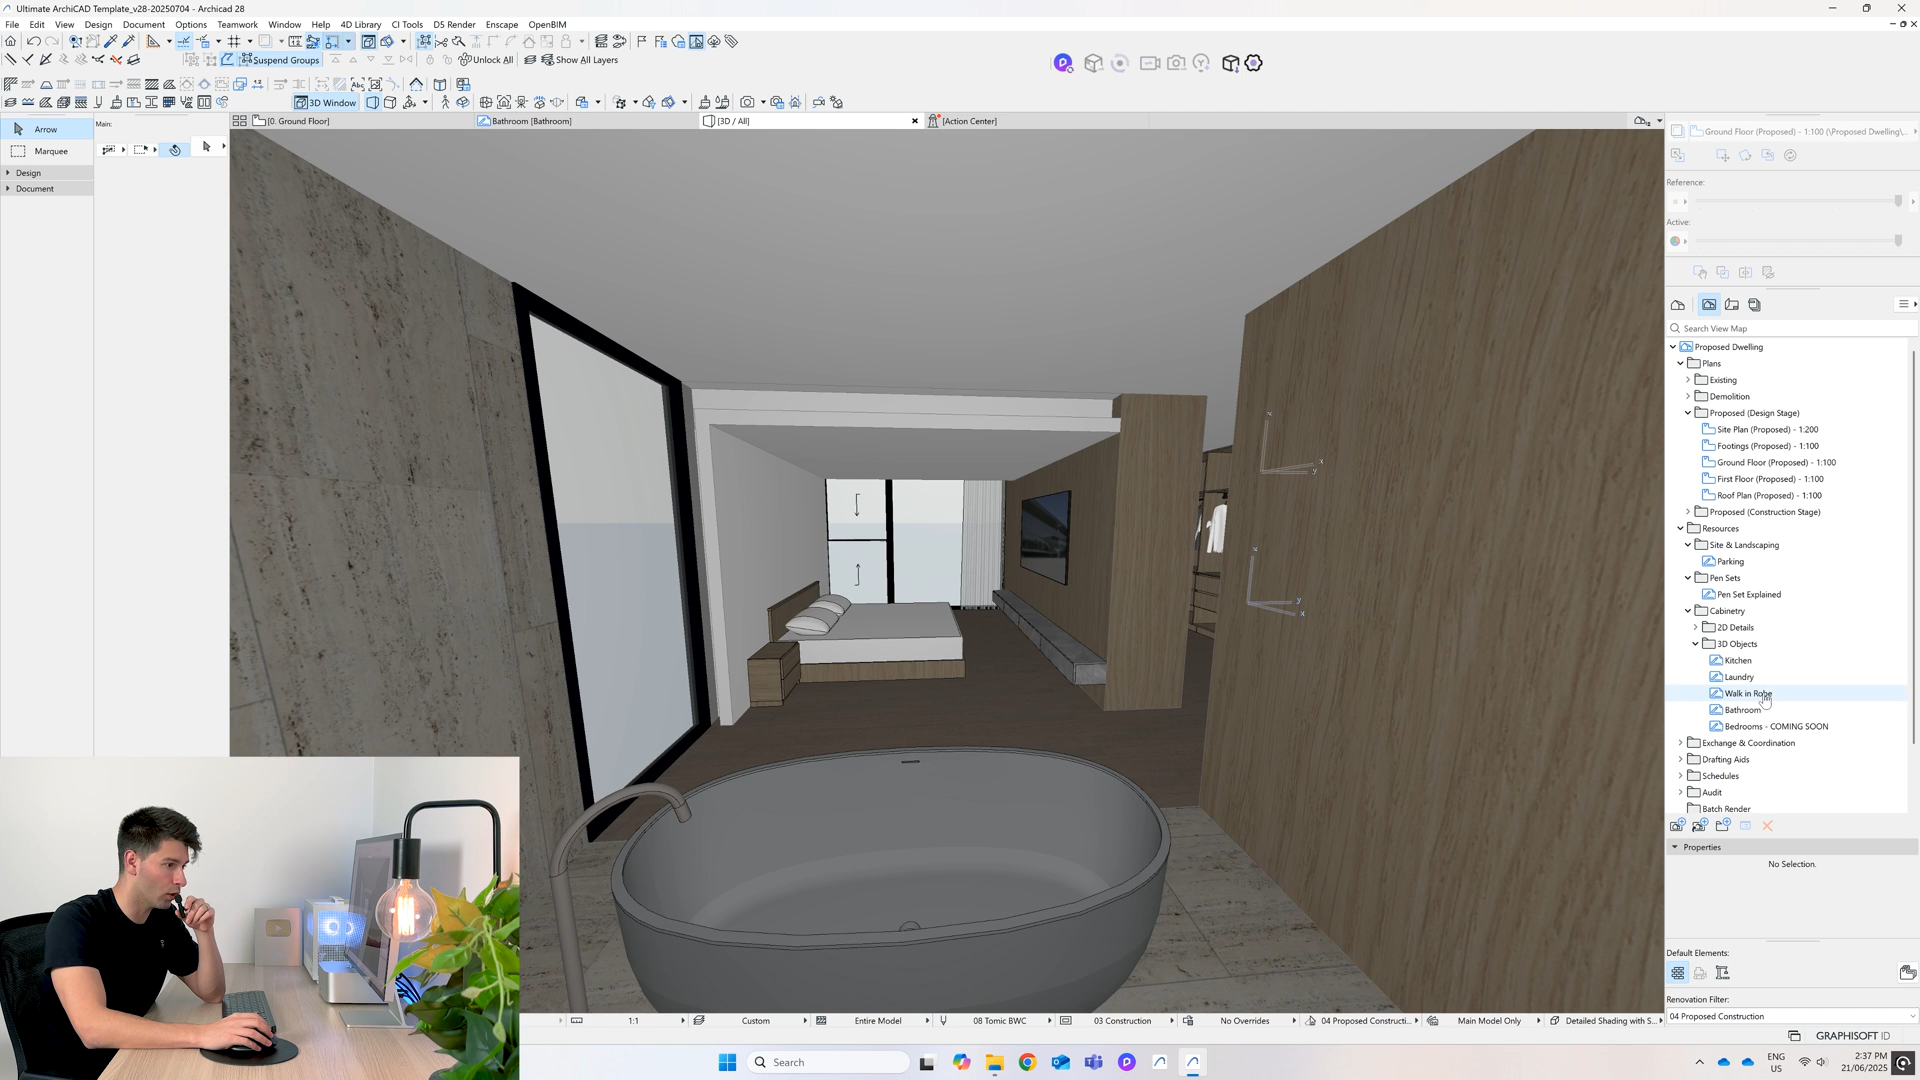 Ultimate ArchiCAD Template_v28-20250704 - Archicad 28
File Edit View Design Document Options Teamwork Window Help 4D Library CI Tools D5 Render Enscape OpenBIM
Suspend Groups Unlock All Show All Layers
3D Window
Arrow
Marquee
Design
Document
Main:
[0. Ground Floor] Bathroom [Bathroom] [3D / All] [Action Center]
Ground Floor (Proposed) - 1:100 (\Proposed Dwelling\...
Reference:
Active:
Search View Map
Proposed Dwelling
Plans
Existing
Demolition
Proposed (Design Stage)
Site Plan (Proposed) - 1:200
Footings (Proposed) - 1:100
Ground Floor (Proposed) - 1:100
First Floor (Proposed) - 1:100
Roof Plan (Proposed) - 1:100
Proposed (Construction Stage)
Resources
Site & Landscaping
Parking
Pen Sets
Pen Set Explained
Cabinetry
2D Details
3D Objects
Kitchen
Laundry
Walk in Robe
Bathroom
Bedrooms - COMING SOON
Exchange & Coordination
Drafting Aids
Schedules
Audit
Batch Render
Properties
No Selection.
Default Elements:
Renovation Filter:
04 Proposed Construction
1:1 Custom Entire Model 08 Tomic BWC 03 Construction No Overrides 04 Proposed Constructi... Main Model Only Detailed Shading with S...
GRAPHISOFT ID
Search
ENG
US
2:37 PM
21/06/2025